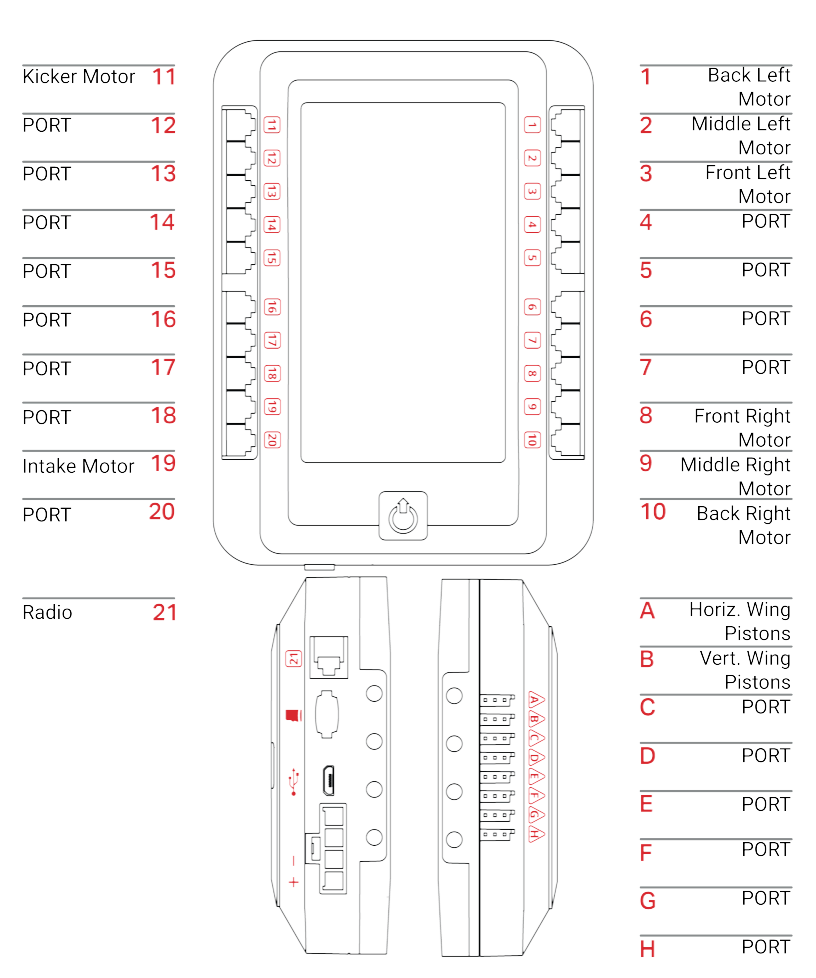 Kicker Motor 11
PORT 12
PORT 13
PORT 14
PORT 15
PORT 16
PORT 17
PORT 18
Intake Motor 19
PORT 20
Radio 21
11
12
13
14
15
16
17
18
19
20
1
2
3
4
5
6
7
8
9
10
1 Back Left
Motor
2 Middle Left
Motor
3 Front Left
Motor
4 PORT
5 PORT
6 PORT
7 PORT
8 Front Right
Motor
9 Middle Right
Motor
10 Back Right
Motor
21
− +
A
B
C
D
E
F
G
H
A Horiz. Wing
Pistons
B Vert. Wing
Pistons
C PORT
D PORT
E PORT
F PORT
G PORT
H PORT